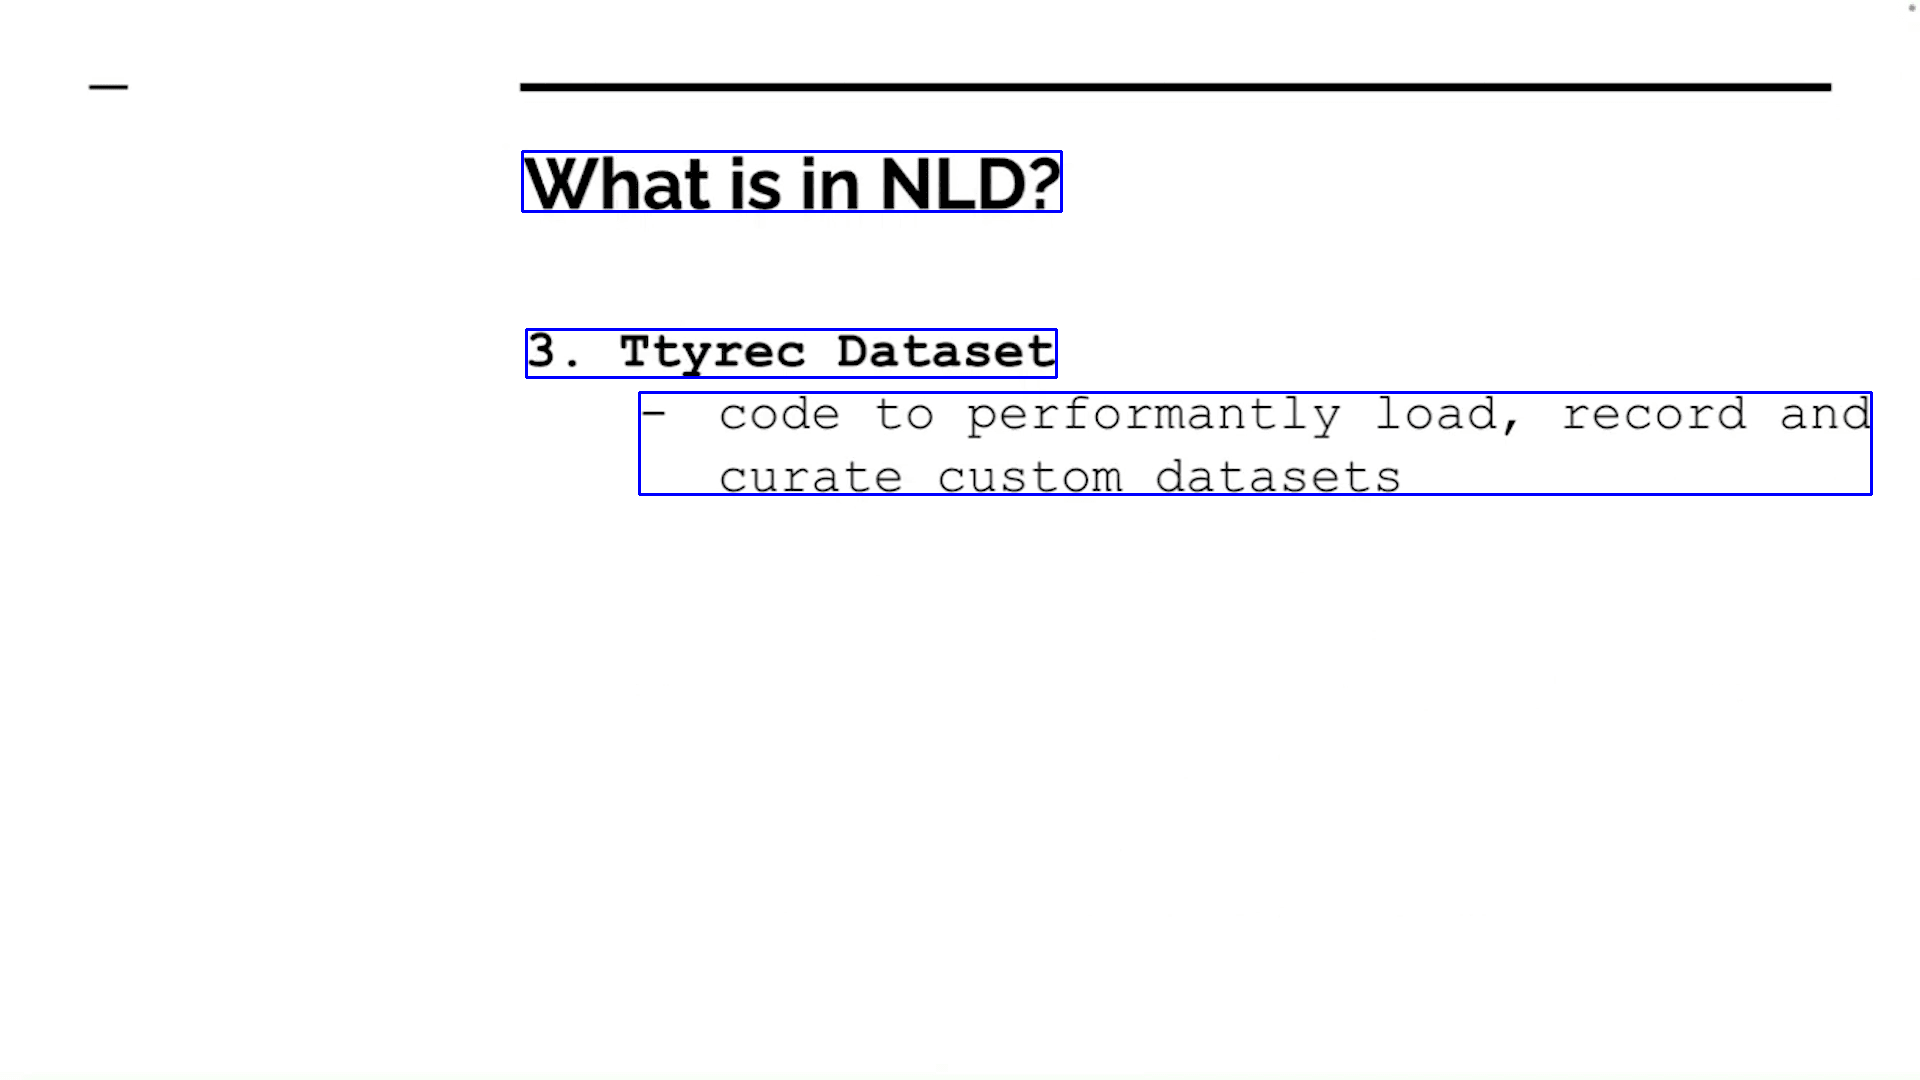 What is in NLD?
3. Ttyrec Dataset
- code to performantly load, record and
curate custom datasets